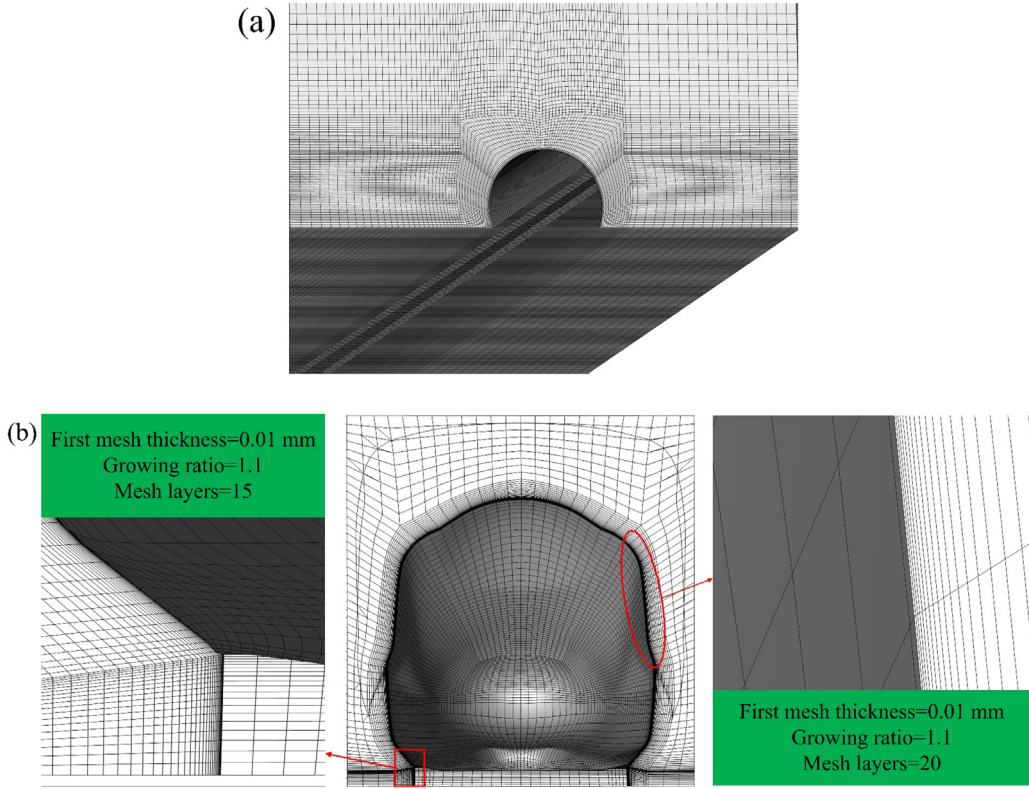 (a)
(b)
First mesh thickness=0.01 mm
Growing ratio=1.1
Mesh layers=15
First mesh thickness=0.01 mm
Growing ratio=1.1
Mesh layers=20